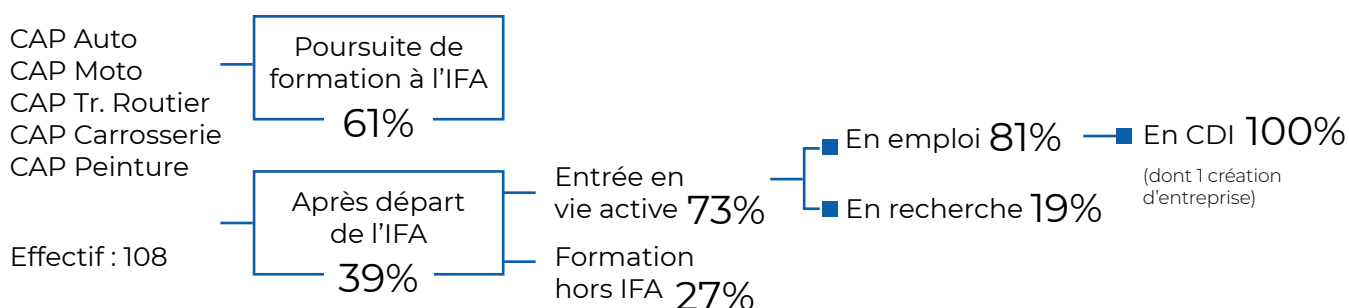 CAP Auto
CAP Moto
CAP Tr. Routier
CAP Carrosserie
CAP Peinture
Effectif : 108
Poursuite de
formation à l’IFA
61%
Après départ
de l’IFA
39%
Entrée en
vie active 73%
Formation
hors IFA 27%
En emploi 81%
En recherche 19%
En CDI 100%
(dont 1 création
d’entreprise)